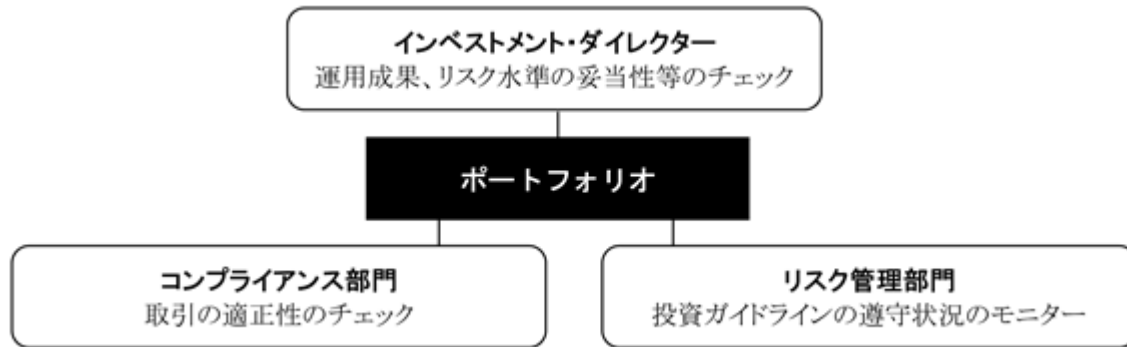 インベストメント・ダイレクター
運用成果、リスク水準の妥当性等のチェック
ポートフォリオ
コンプライアンス部門
取引の適正性のチェック
リスク管理部門
投資ガイドラインの遵守状況のモニター